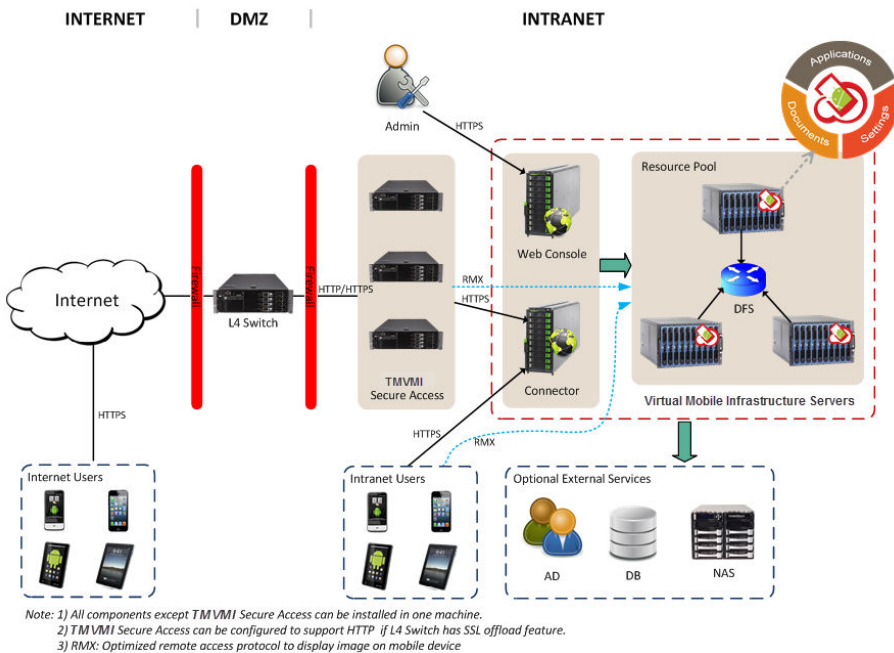 INTERNET
DMZ
INTRANET
Applications
Documents
Settings
Admin
HTTPS
Resource Pool
Web Console
Firewall
Firewall
Internet
HTTP/HTTPS
RMX
HTTPS
DFS
L4 Switch
TMVMI
Secure Access
Connector
Virtual Mobile Infrastructure Servers
HTTPS
HTTPS
RMX
Internet Users
Intranet Users
Optional External Services
AD
DB
NAS
Note: 1) All components except TMVMI Secure Access can be installed in one machine.
2) TMVMI Secure Access can be configured to support HTTP if L4 Switch has SSL offload feature.
3) RMX: Optimized remote access protocol to display image on mobile device